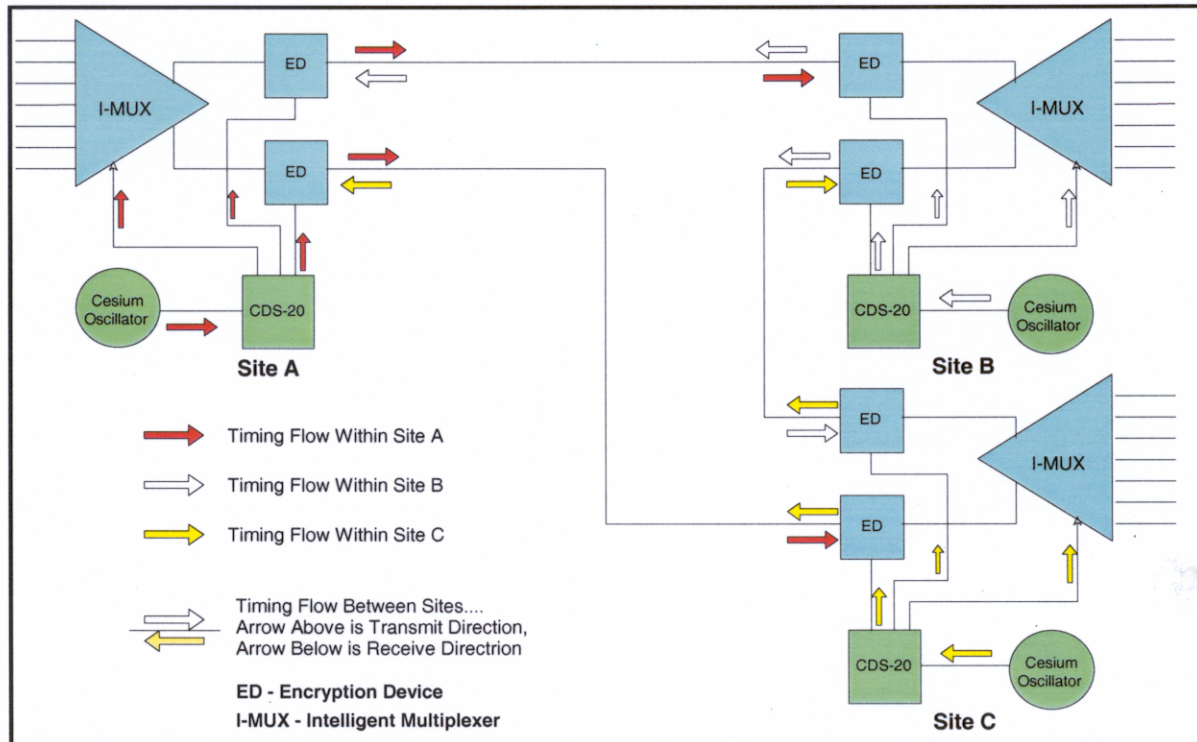 I-MUX
ED
ED
Cesium
Oscillator
CDS-20
Site A
ED
ED
I-MUX
CDS-20
Cesium
Oscillator
Site B
ED
ED
I-MUX
CDS-20
Cesium
Oscillator
Site C
Timing Flow Within Site A
Timing Flow Within Site B
Timing Flow Within Site C
Timing Flow Between Sites....
Arrow Above is Transmit Direction,
Arrow Below is Receive Directrion
ED - Encryption Device
I-MUX - Intelligent Multiplexer